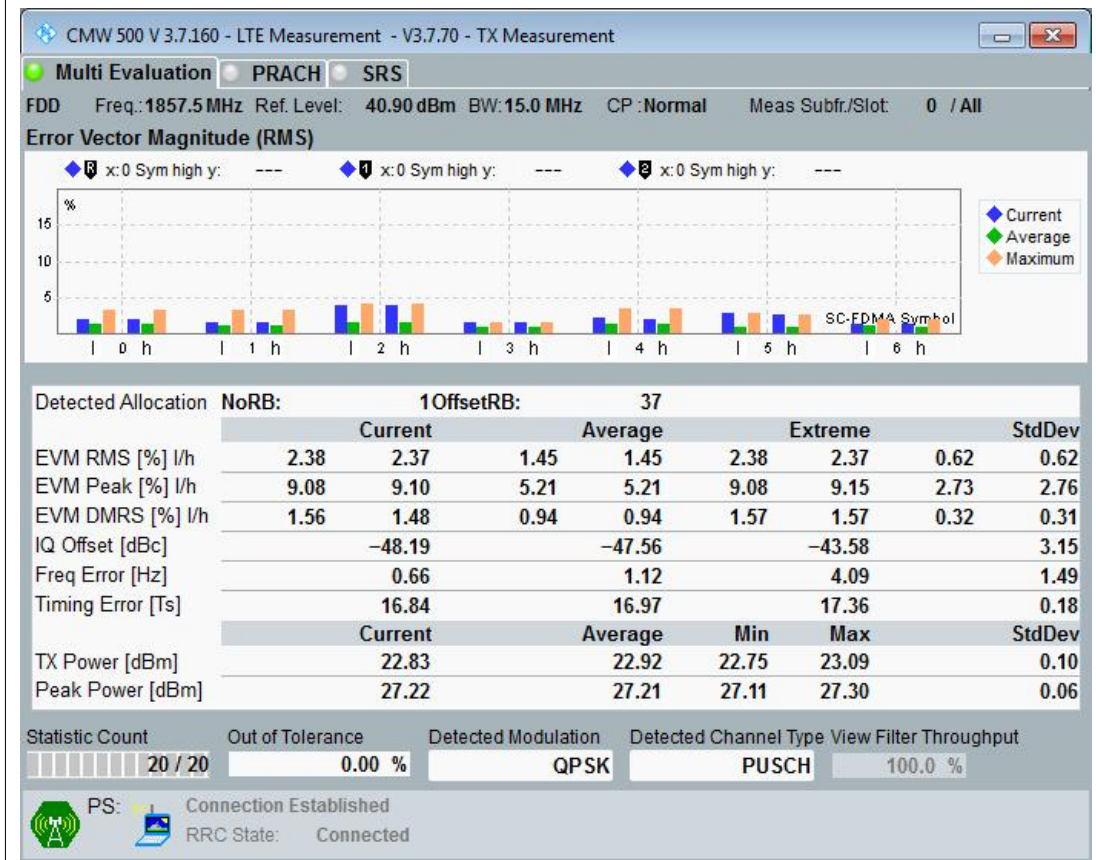 CMW 500 V 3.7.160 - LTE Measurement - V3.7.70 - TX Measurement
Multi Evaluation PRACH SRS
FDD Freq.: 1857.5 MHz Ref. Level: 40.90 dBm BW: 15.0 MHz CP : Normal Meas Subfr./Slot: 0 / All
Error Vector Magnitude (RMS)
R x: 0 Sym high y: --- 1 x: 0 Sym high y: --- 2 x: 0 Sym high y: ---
%
15
10
5
Current
Average
Maximum
SC-FDMA Symbol
l 0 h l 1 h l 2 h l 3 h l 4 h l 5 h l 6 h
Detected Allocation NoRB: 1 OffsetRB: 37
Current Average Extreme StdDev
EVM RMS [%] l/h 2.38 2.37 1.45 1.45 2.38 2.37 0.62 0.62
EVM Peak [%] l/h 9.08 9.10 5.21 5.21 9.08 9.15 2.73 2.76
EVM DMRS [%] l/h 1.56 1.48 0.94 0.94 1.57 1.57 0.32 0.31
IQ Offset [dBc] −48.19 −47.56 −43.58 3.15
Freq Error [Hz] 0.66 1.12 4.09 1.49
Timing Error [Ts] 16.84 16.97 17.36 0.18
Current Average Min Max StdDev
TX Power [dBm] 22.83 22.92 22.75 23.09 0.10
Peak Power [dBm] 27.22 27.21 27.11 27.30 0.06
Statistic Count Out of Tolerance Detected Modulation Detected Channel Type View Filter Throughput
20 / 20 0.00 % QPSK PUSCH 100.0 %
PS: Connection Established
RRC State: Connected